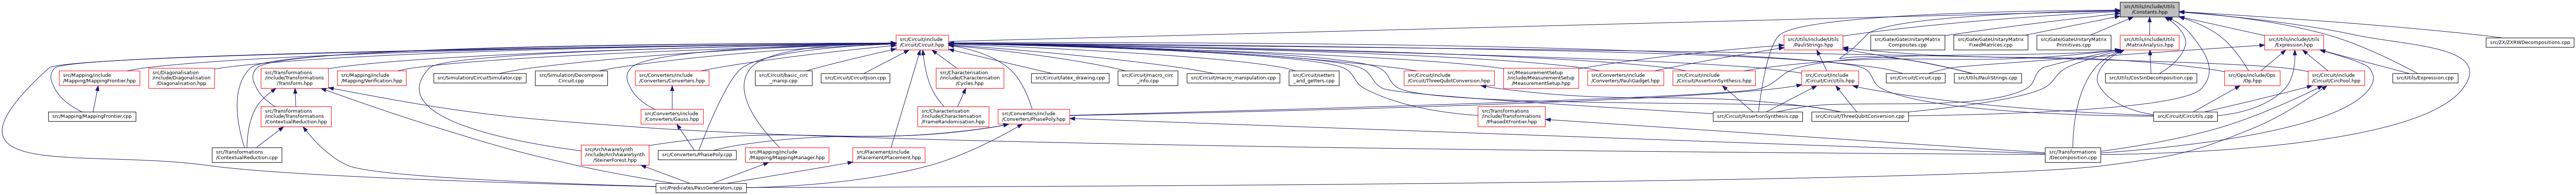 src/Utils/include/Utils
/Constants.hpp
src/Circuit/include
/Circuit/Circuit.hpp
src/Utils/include/Utils
/PauliStrings.hpp
src/Gate/GateUnitaryMatrix
Composites.cpp
src/Gate/GateUnitaryMatrix
FixedMatrices.cpp
src/Gate/GateUnitaryMatrix
Primitives.cpp
src/Utils/include/Utils
/MatrixAnalysis.hpp
src/Utils/include/Utils
/Expression.hpp
src/ZX/ZXRWDecompositions.cpp
src/Mapping/include
/Mapping/MappingFrontier.hpp
src/Diagonalisation
/include/Diagonalisation
/Diagonalisation.hpp
src/Transformations
/include/Transformations
/Transform.hpp
src/Mapping/include
/Mapping/Verification.hpp
src/Simulation/CircuitSimulator.cpp
src/Simulation/Decompose
Circuit.cpp
src/Converters/include
/Converters/Converters.hpp
src/Circuit/basic_circ
_manip.cpp
src/Circuit/CircuitJson.cpp
src/Characterisation
/include/Characterisation
/Cycles.hpp
src/Circuit/latex_drawing.cpp
src/Circuit/macro_circ
_info.cpp
src/Circuit/macro_manipulation.cpp
src/Circuit/setters
_and_getters.cpp
src/Circuit/include
/Circuit/ThreeQubitConversion.hpp
src/MeasurementSetup
/include/MeasurementSetup
/MeasurementSetup.hpp
src/Converters/include
/Converters/PauliGadget.hpp
src/Circuit/include
/Circuit/AssertionSynthesis.hpp
src/Circuit/include
/Circuit/CircUtils.hpp
src/Circuit/Circuit.cpp
src/Utils/PauliStrings.cpp
src/Utils/CosSinDecomposition.cpp
src/Ops/include/Ops
/Op.hpp
src/Circuit/include
/Circuit/CircPool.hpp
src/Utils/Expression.cpp
src/Mapping/MappingFrontier.cpp
src/Transformations
/include/Transformations
/ContextualReduction.hpp
src/Converters/include
/Converters/Gauss.hpp
src/Characterisation
/include/Characterisation
/FrameRandomisation.hpp
src/Converters/include
/Converters/PhasePoly.hpp
src/Transformations
/include/Transformations
/PhasedXFrontier.hpp
src/Circuit/AssertionSynthesis.cpp
src/Circuit/ThreeQubitConversion.cpp
src/Circuit/CircUtils.cpp
src/Transformations
/ContextualReduction.cpp
src/ArchAwareSynth
/include/ArchAwareSynth
/SteinerForest.hpp
src/Converters/PhasePoly.cpp
src/Mapping/include
/Mapping/MappingManager.hpp
src/Placement/include
/Placement/Placement.hpp
src/Transformations
/Decomposition.cpp
src/Predicates/PassGenerators.cpp